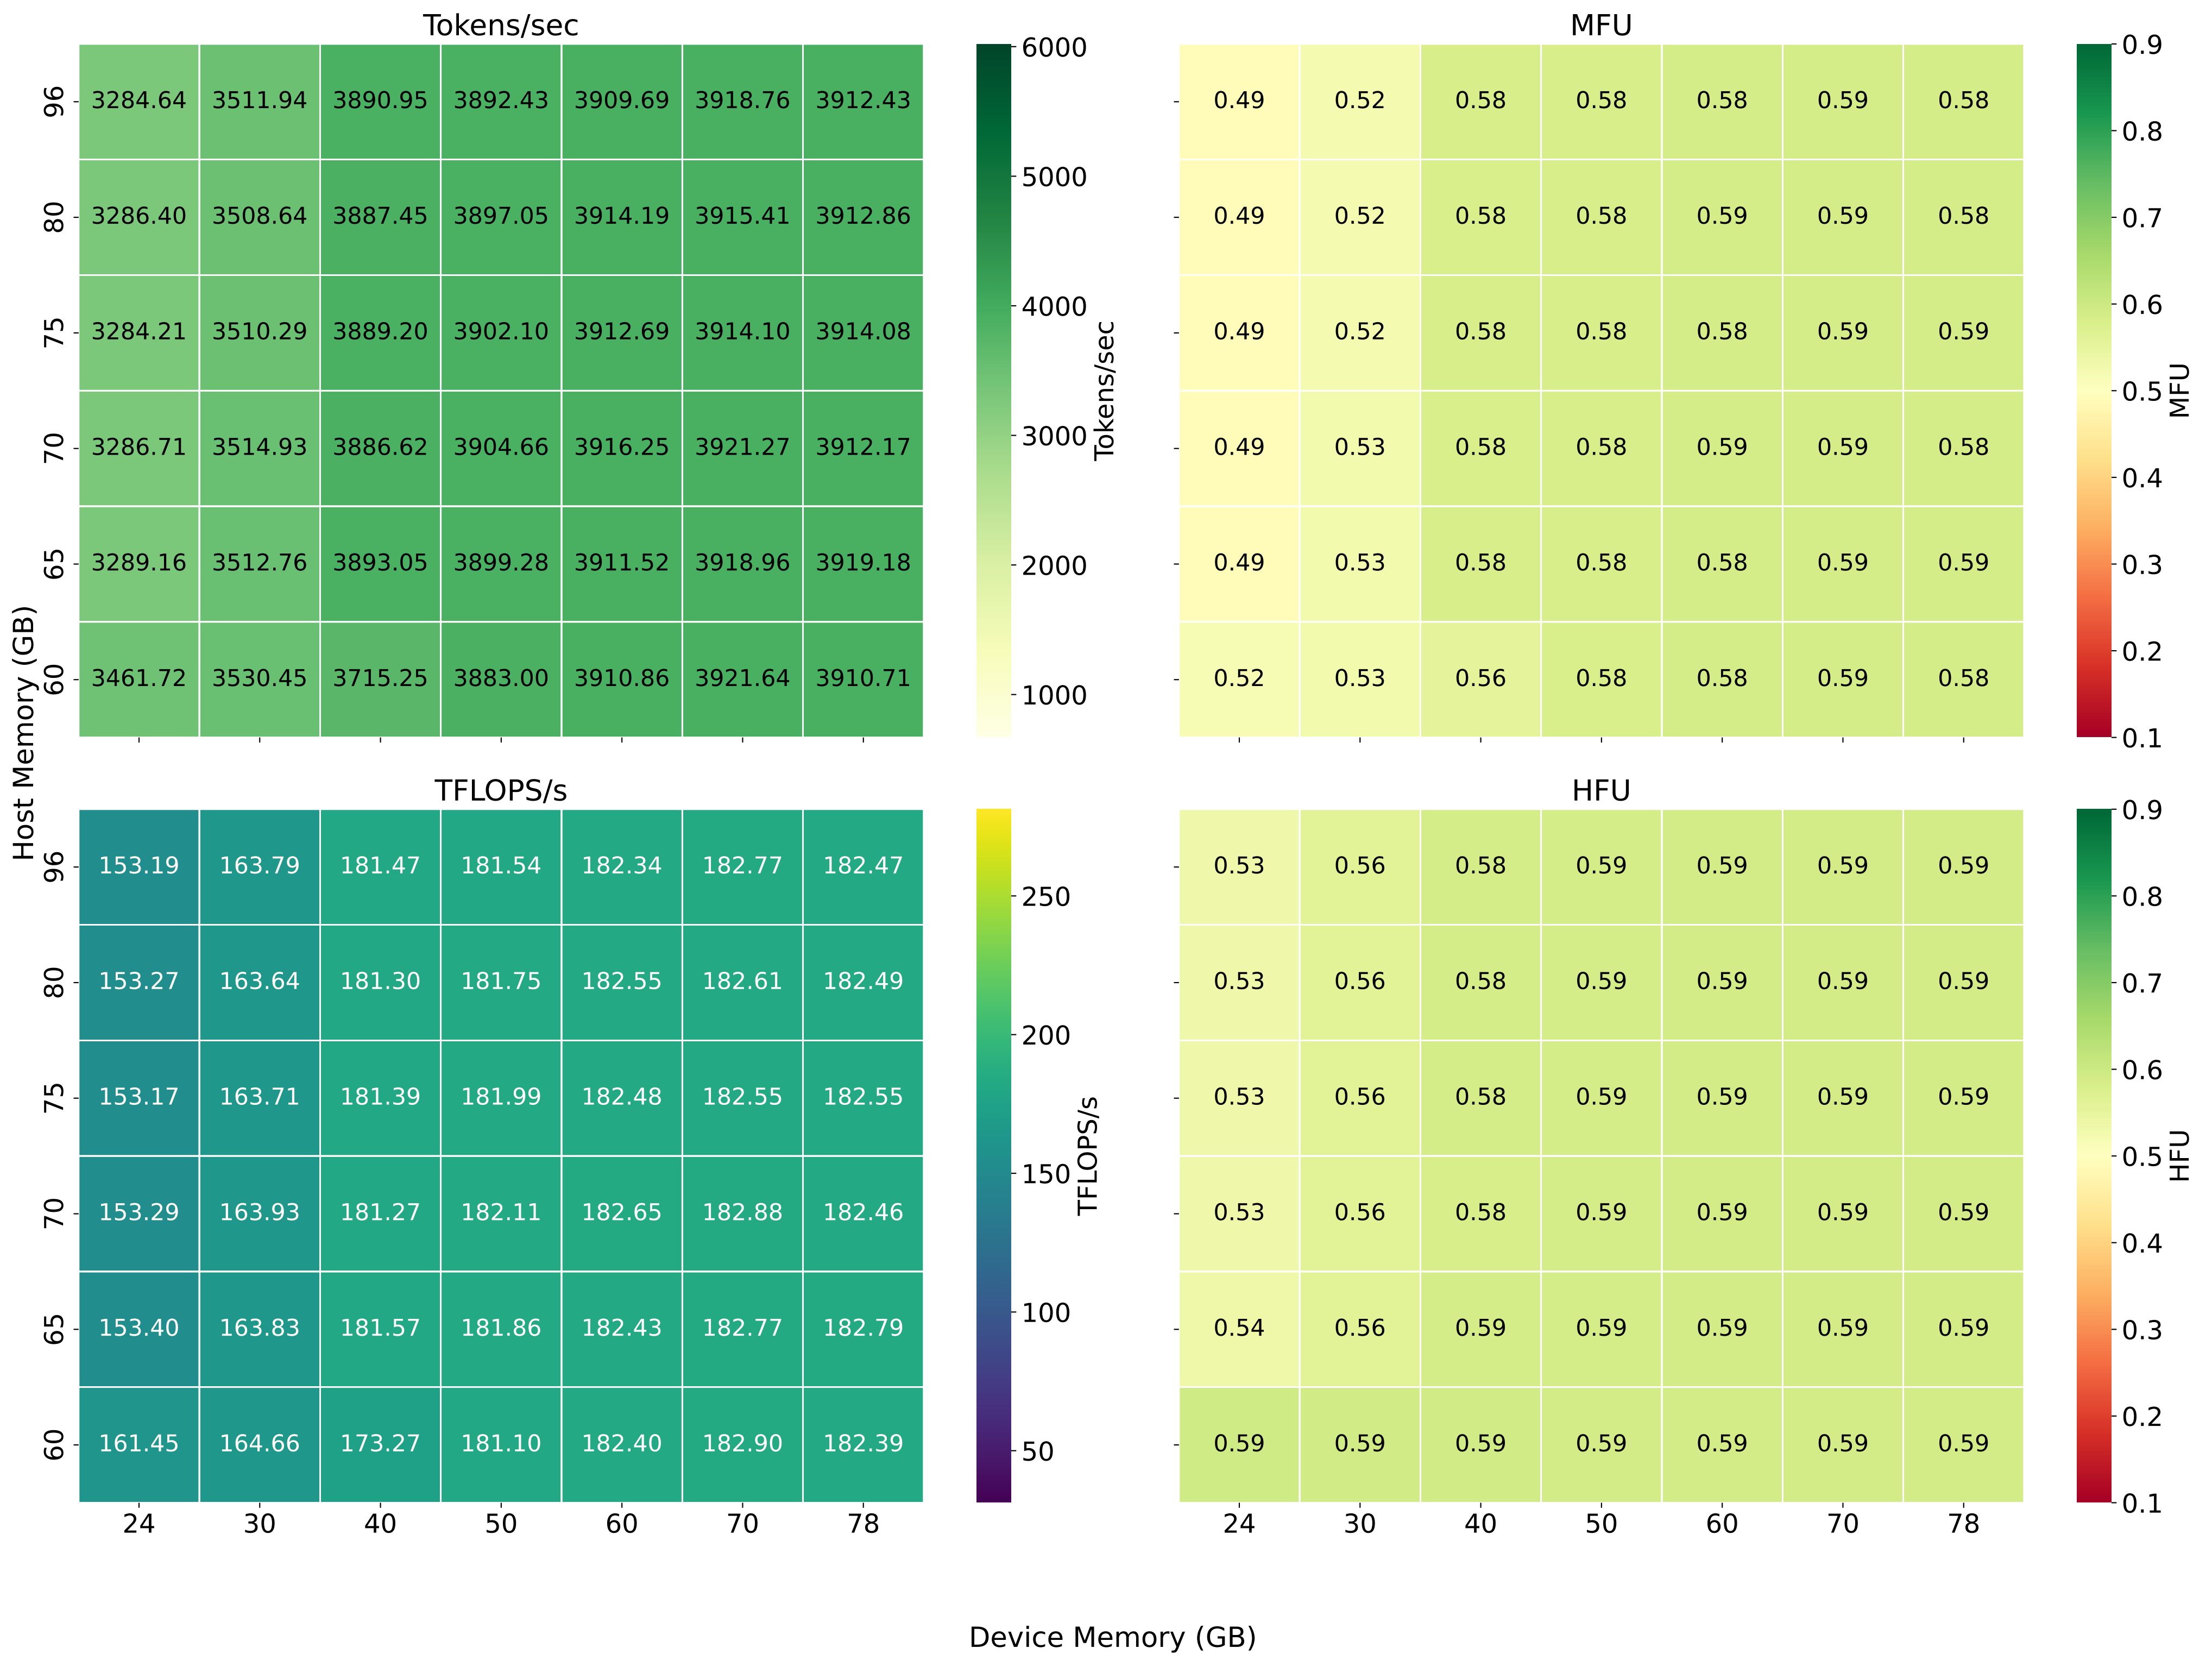 Tokens/sec
96 3284.64 3511.94 3890.95 3892.43 3909.69 3918.76 3912.43
80 3286.40 3508.64 3887.45 3897.05 3914.19 3915.41 3912.86
75 3284.21 3510.29 3889.20 3902.10 3912.69 3914.10 3914.08
70 3286.71 3514.93 3886.62 3904.66 3916.25 3921.27 3912.17
65 3289.16 3512.76 3893.05 3899.28 3911.52 3918.96 3919.18
60 3461.72 3530.45 3715.25 3883.00 3910.86 3921.64 3910.71
6000
5000
4000
3000
2000
1000
Tokens/sec
MFU
0.49 0.52 0.58 0.58 0.58 0.59 0.58
0.49 0.52 0.58 0.58 0.59 0.59 0.58
0.49 0.52 0.58 0.58 0.58 0.59 0.59
0.49 0.53 0.58 0.58 0.59 0.59 0.58
0.49 0.53 0.58 0.58 0.58 0.59 0.59
0.52 0.53 0.56 0.58 0.58 0.59 0.58
0.9
0.8
0.7
0.6
0.5
0.4
0.3
0.2
0.1
MFU
Host Memory (GB)
TFLOPS/s
96 153.19 163.79 181.47 181.54 182.34 182.77 182.47
80 153.27 163.64 181.30 181.75 182.55 182.61 182.49
75 153.17 163.71 181.39 181.99 182.48 182.55 182.55
70 153.29 163.93 181.27 182.11 182.65 182.88 182.46
65 153.40 163.83 181.57 181.86 182.43 182.77 182.79
60 161.45 164.66 173.27 181.10 182.40 182.90 182.39
24 30 40 50 60 70 78
250
200
150
100
50
TFLOPS/s
HFU
0.53 0.56 0.58 0.59 0.59 0.59 0.59
0.53 0.56 0.58 0.59 0.59 0.59 0.59
0.53 0.56 0.58 0.59 0.59 0.59 0.59
0.53 0.56 0.58 0.59 0.59 0.59 0.59
0.54 0.56 0.59 0.59 0.59 0.59 0.59
0.59 0.59 0.59 0.59 0.59 0.59 0.59
24 30 40 50 60 70 78
0.9
0.8
0.7
0.6
0.5
0.4
0.3
0.2
0.1
HFU
Device Memory (GB)